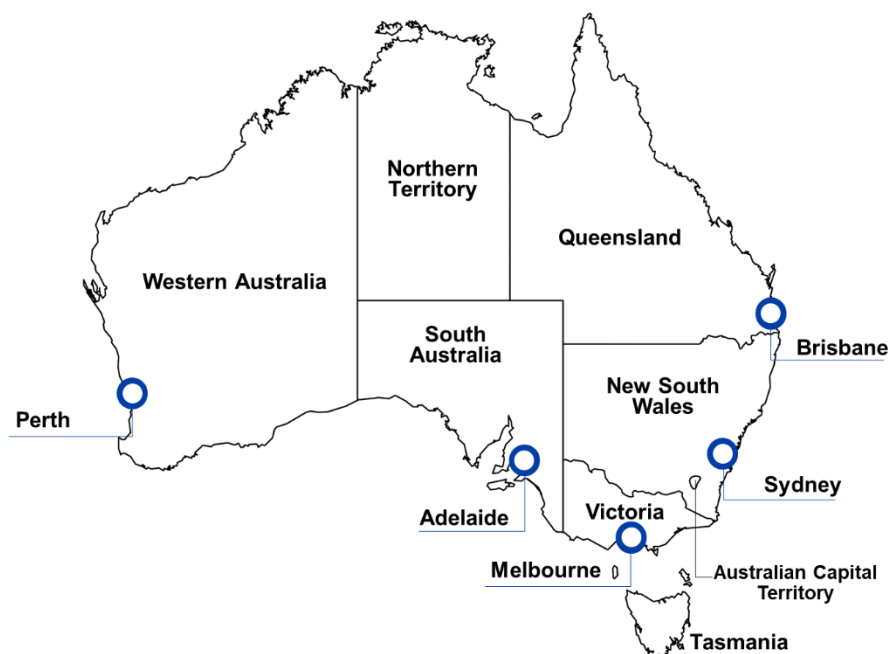 Northern
Territory
Queensland
Western Australia
South
Australia
Brisbane
New South
Wales
Perth
Sydney
Adelaide
Victoria
Melbourne
Australian Capital
Territory
Tasmania